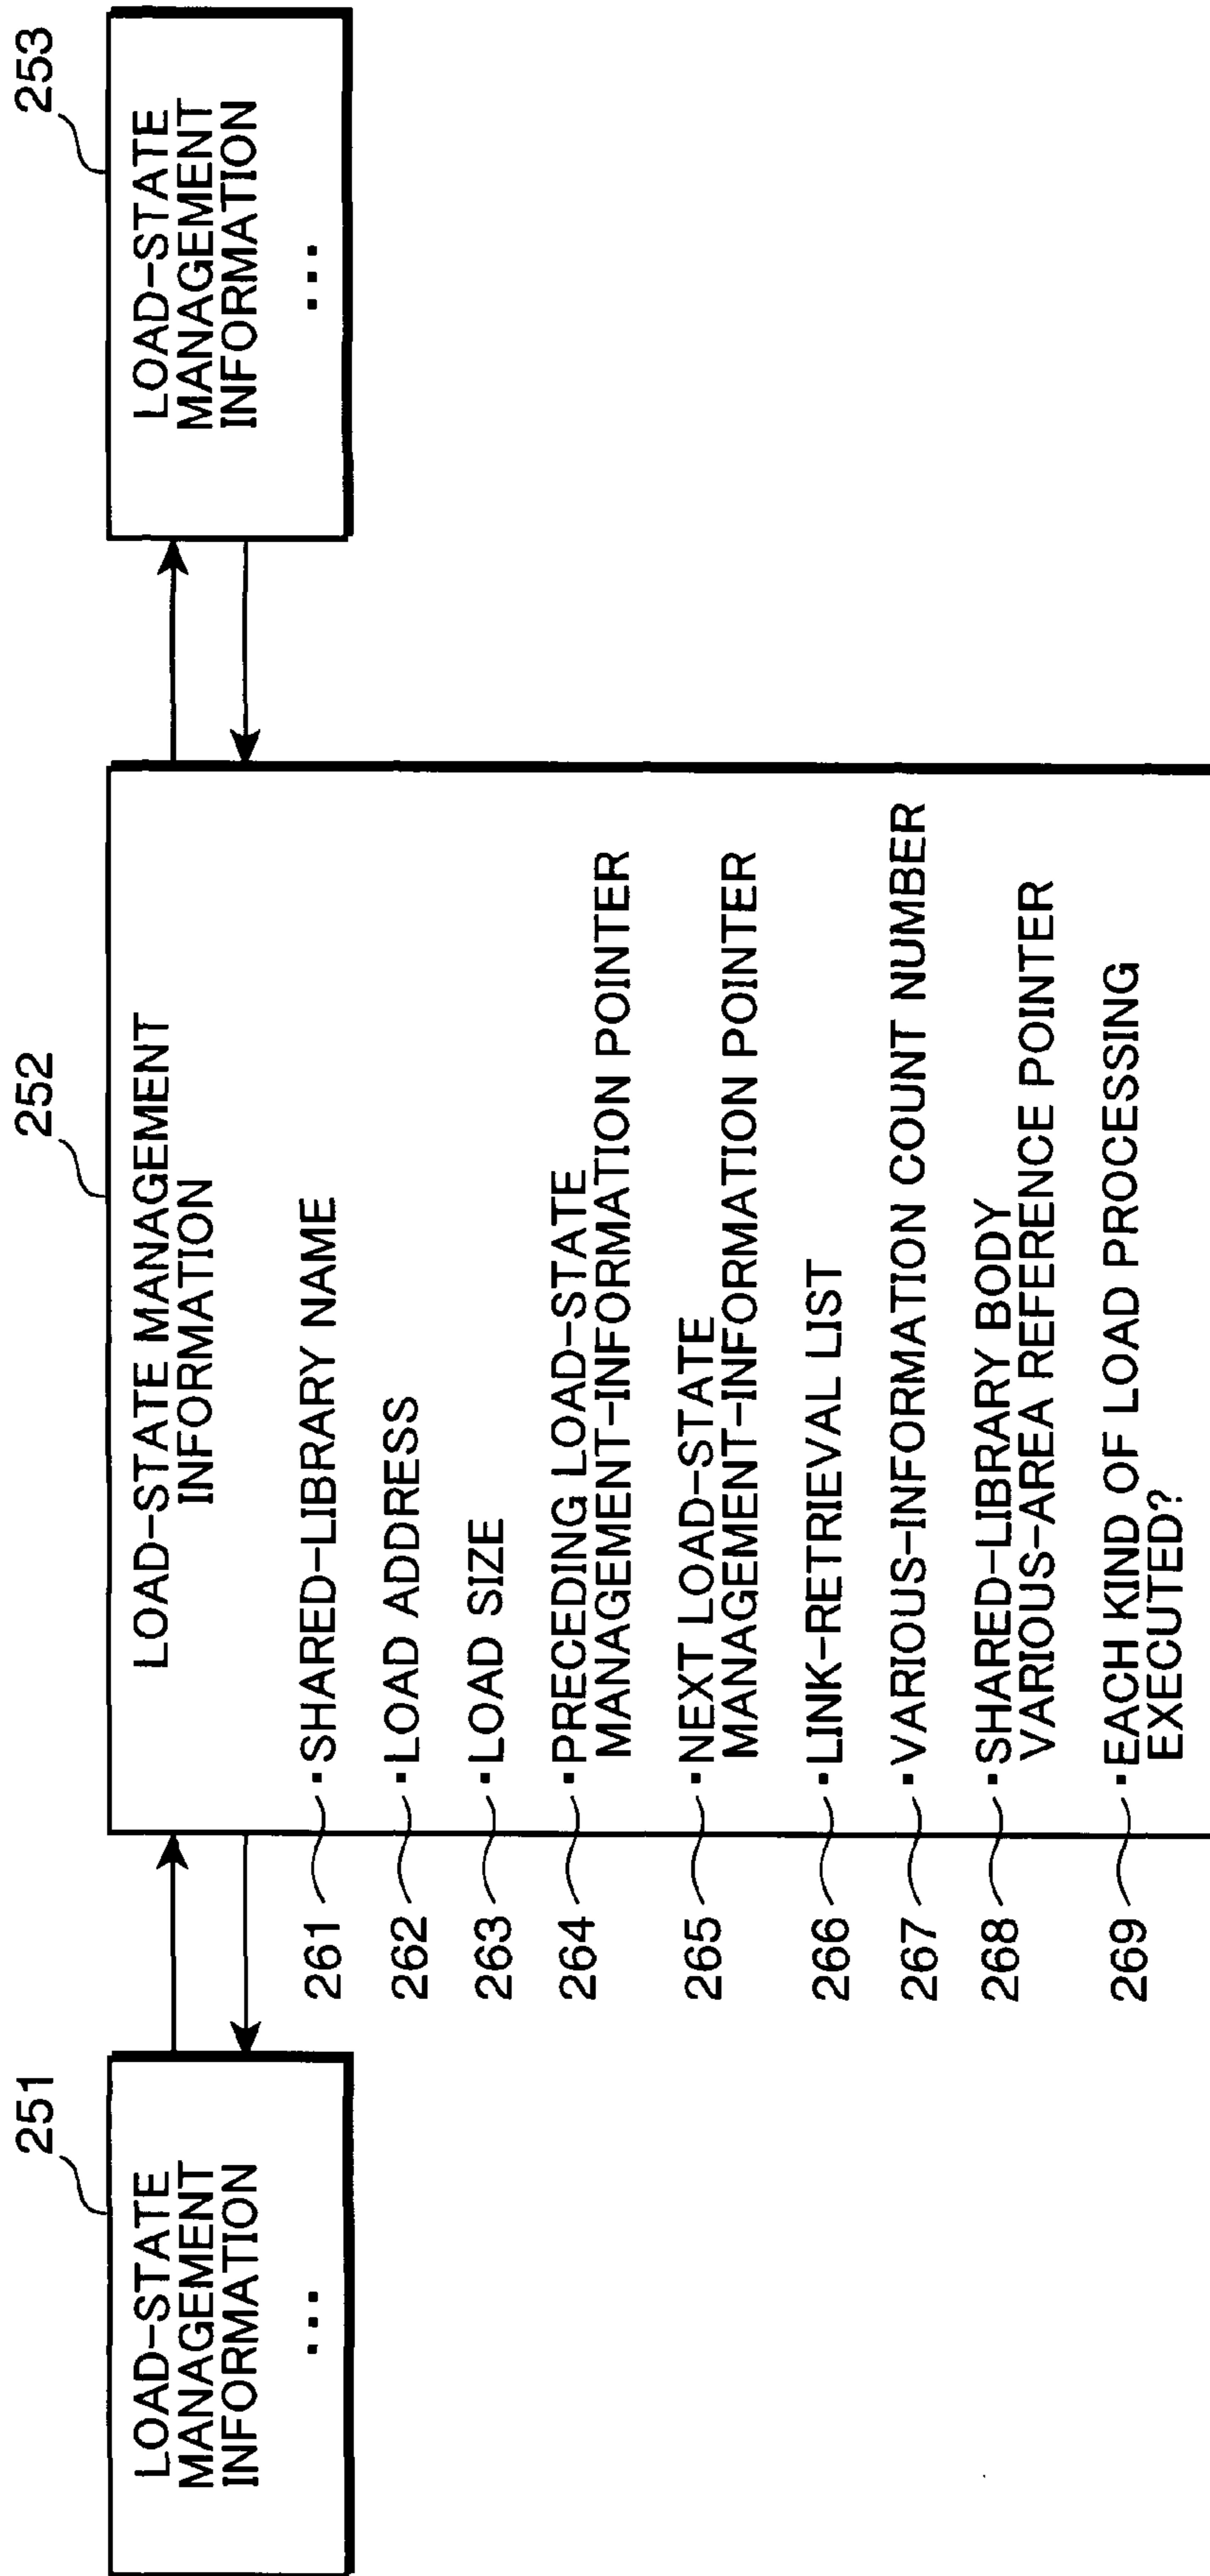 251
LOAD-STATE
MANAGEMENT
INFORMATION
...
252
LOAD-STATE MANAGEMENT
INFORMATION
261
・SHARED-LIBRARY NAME
262
・LOAD ADDRESS
263
・LOAD SIZE
264
・PRECEDING LOAD-STATE
MANAGEMENT-INFORMATION POINTER
265
・NEXT LOAD-STATE
MANAGEMENT-INFORMATION POINTER
266
・LINK-RETRIEVAL LIST
267
・VARIOUS-INFORMATION COUNT NUMBER
268
・SHARED-LIBRARY BODY
VARIOUS-AREA REFERENCE POINTER
269
・EACH KIND OF LOAD PROCESSING
EXECUTED?
253
LOAD-STATE
MANAGEMENT
INFORMATION
...